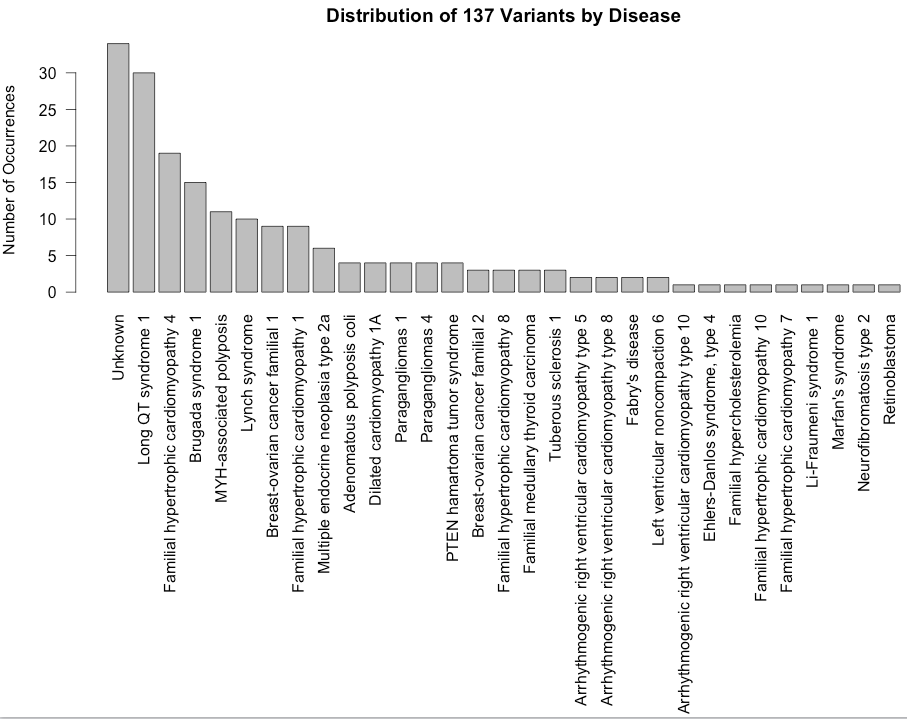 Distribution of 137 Variants by Disease
Number of Occurrences
30
25
20
15
10
5
0
Unknown
Long QT syndrome 1
Familial hypertrophic cardiomyopathy 4
Brugada syndrome 1
MYH-associated polyposis
Lynch syndrome
Breast-ovarian cancer familial 1
Familial hypertrophic cardiomyopathy 1
Multiple endocrine neoplasia type 2a
Adenomatous polyposis coli
Dilated cardiomyopathy 1A
Paragangliomas 1
Paragangliomas 4
PTEN hamartoma tumor syndrome
Breast-ovarian cancer familial 2
Familial hypertrophic cardiomyopathy 8
Familial medullary thyroid carcinoma
Tuberous sclerosis 1
Arrhythmogenic right ventricular cardiomyopathy type 5
Arrhythmogenic right ventricular cardiomyopathy type 8
Fabry's disease
Left ventricular noncompaction 6
Arrhythmogenic right ventricular cardiomyopathy type 10
Ehlers-Danlos syndrome, type 4
Familial hypercholesterolemia
Familial hypertrophic cardiomyopathy 10
Familial hypertrophic cardiomyopathy 7
Li-Fraumeni syndrome 1
Marfan's syndrome
Neurofibromatosis type 2
Retinoblastoma